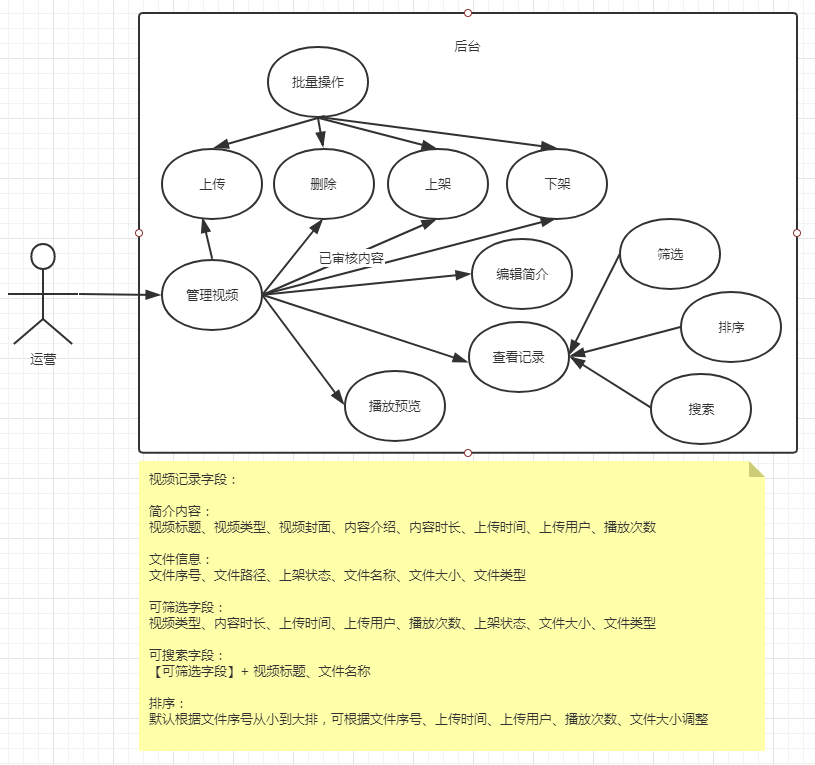 后台
批量操作
上传
删除
上架
下架
已审核内容
筛选
编辑简介
管理视频
排序
运营
查看记录
播放预览
搜索
视频记录字段：
简介内容：
视频标题、视频类型、视频封面、内容介绍、内容时长、上传时间、上传用户、播放次数
文件信息：
文件序号、文件路径、上架状态、文件名称、文件大小、文件类型
可筛选字段：
视频类型、内容时长、上传时间、上传用户、播放次数、上架状态、文件大小、文件类型
可搜索字段：
【可筛选字段】+ 视频标题、文件名称
排序：
默认根据文件序号从小到大排，可根据文件序号、上传时间、上传用户、播放次数、文件大小调整